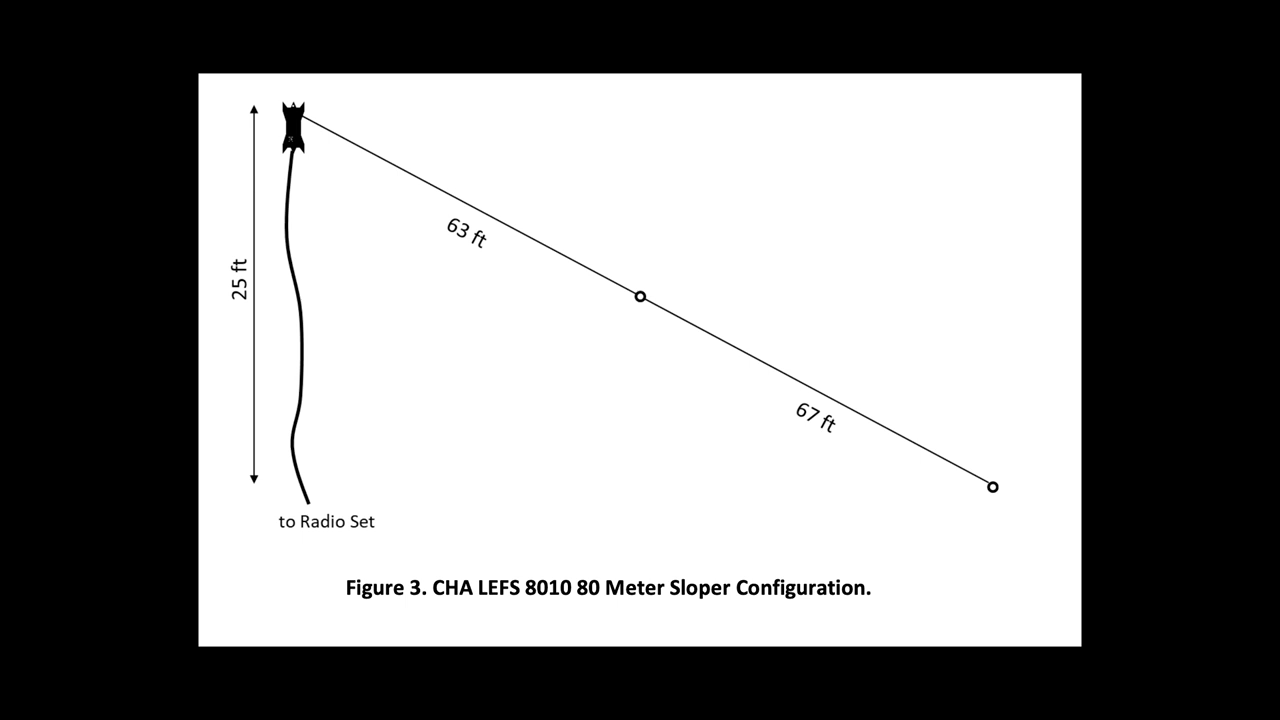 63 ft
25 ft
67 ft
to Radio Set
Figure 3. CHA LEFS 8010 80 Meter Sloper Configuration.